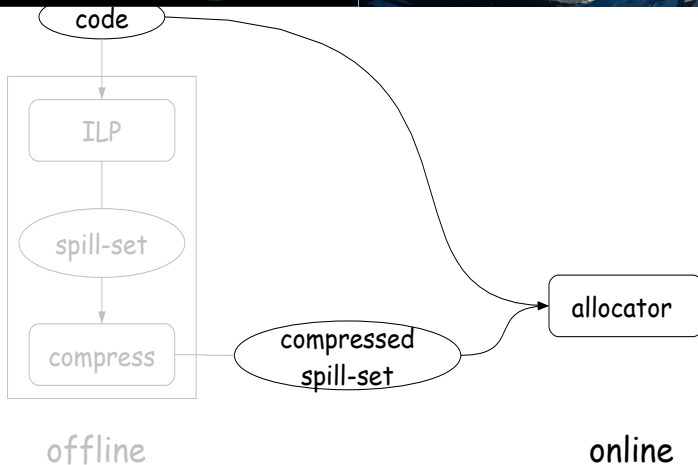 code
ILP
spill-set
allocator
compressed
spill-set
compress
offline
online